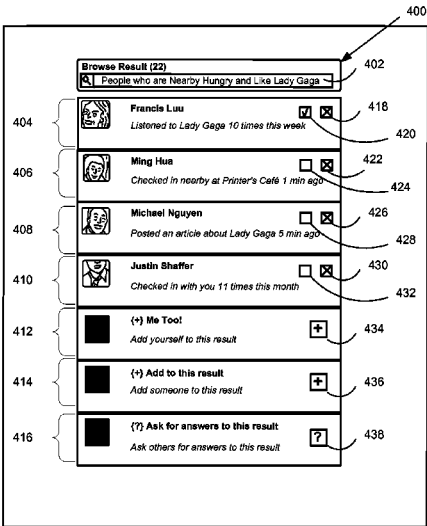 400
Browse Result (22)
People who are Nearby Hungry and Like Lady Gaga
402
404
Francis Luu
Listened to Lady Gaga 10 times this week
418
420
406
Ming Hua
Checked in nearby at Printer's Café 1 min ago
422
424
408
Michael Nguyen
Posted an article about Lady Gaga 5 min ago
426
428
410
Justin Shaffer
Checked in with you 11 times this month
430
432
412
{+} Me Too!
Add yourself to this result
+
434
414
{+} Add to this result
Add someone to this result
+
436
416
{?} Ask for answers to this result
Ask others for answers to this result
?
438